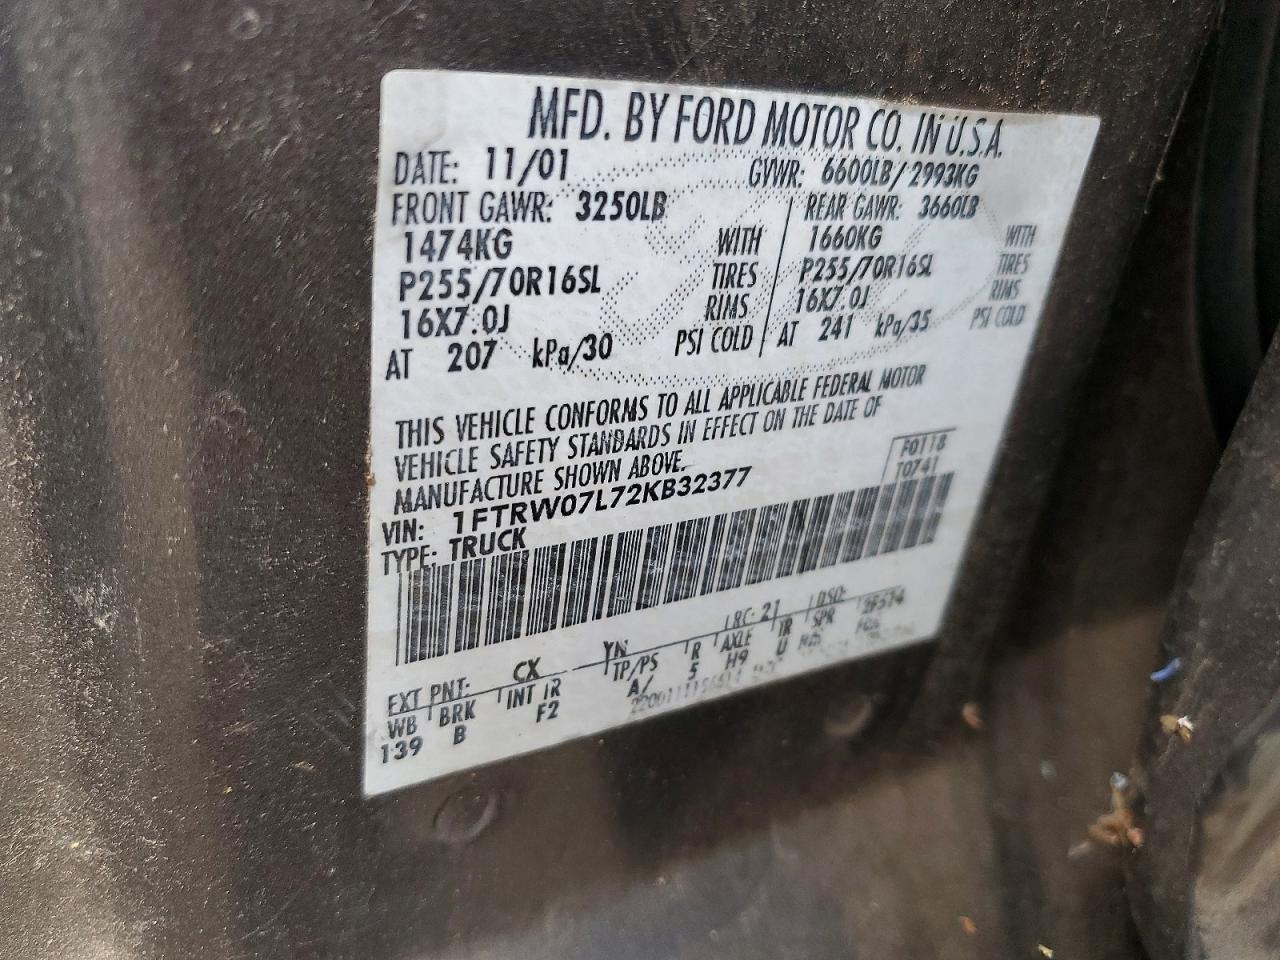 MFD. BY FORD MOTOR CO. IN U.S.A.
DATE: 11/01 GVWR: 6600LB/ 2993KG
FRONT GAWR: 3250LB REAR GAWR: 3660LB
1474KG WITH 1660KG WITH
P255/70R16SL TIRES P255/70R16SL TIRES
16X7.0J RIMS 16X7.0J RIMS
AT 207 kPa/30 PSI COLD AT 241 kPa/35 PSI COLD
THIS VEHICLE CONFORMS TO ALL APPLICABLE FEDERAL MOTOR
VEHICLE SAFETY STANDARDS IN EFFECT ON THE DATE OF
MANUFACTURE SHOWN ABOVE.
F0118
T0741
VIN: 1FTRW07L72KB32377
TYPE: TRUCK
EXT PNT: CX YN RC: 21 DSO:
WB BRK INT TR TP/PS R AXLE TR SPR
139 B F2 A/ 5 H9 U